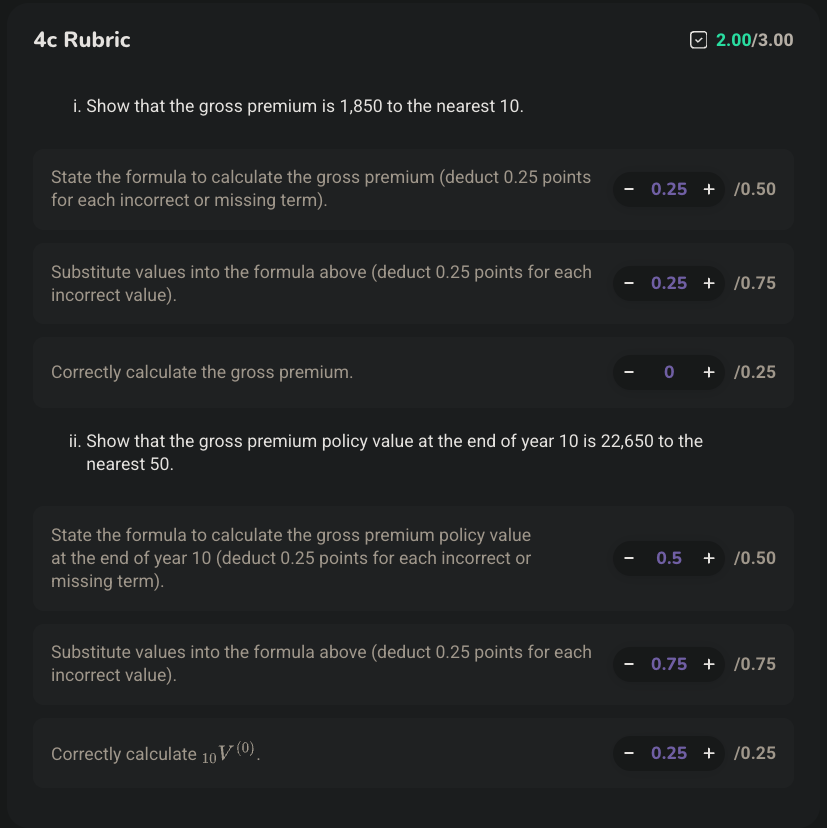 4c Rubric
2.00/3.00
i. Show that the gross premium is 1,850 to the nearest 10.
State the formula to calculate the gross premium (deduct 0.25 points
for each incorrect or missing term).
− 0.25 + /0.50
Substitute values into the formula above (deduct 0.25 points for each
incorrect value).
− 0.25 + /0.75
Correctly calculate the gross premium.
− 0 + /0.25
ii. Show that the gross premium policy value at the end of year 10 is 22,650 to the
nearest 50.
State the formula to calculate the gross premium policy value
at the end of year 10 (deduct 0.25 points for each incorrect or
missing term).
− 0.5 + /0.50
Substitute values into the formula above (deduct 0.25 points for each
incorrect value).
− 0.75 + /0.75
Correctly calculate ₁₀V⁽⁰⁾.
− 0.25 + /0.25